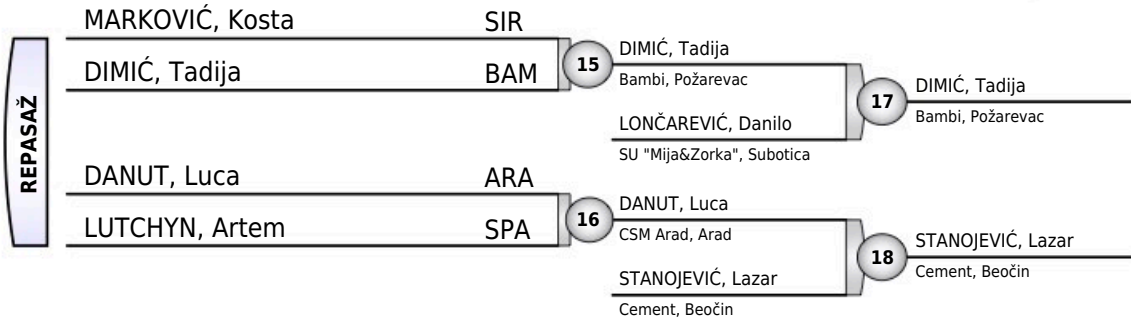 MARKOVIĆ, Kosta SIR
DIMIĆ, Tadija BAM
REPASAŽ
DANUT, Luca ARA
LUTCHYN, Artem SPA
15
DIMIĆ, Tadija
Bambi, Požarevac
LONČAREVIĆ, Danilo
SU "Mija&Zorka", Subotica
16
DANUT, Luca
CSM Arad, Arad
STANOJEVIĆ, Lazar
Cement, Beočin
17
DIMIĆ, Tadija
Bambi, Požarevac
18
STANOJEVIĆ, Lazar
Cement, Beočin